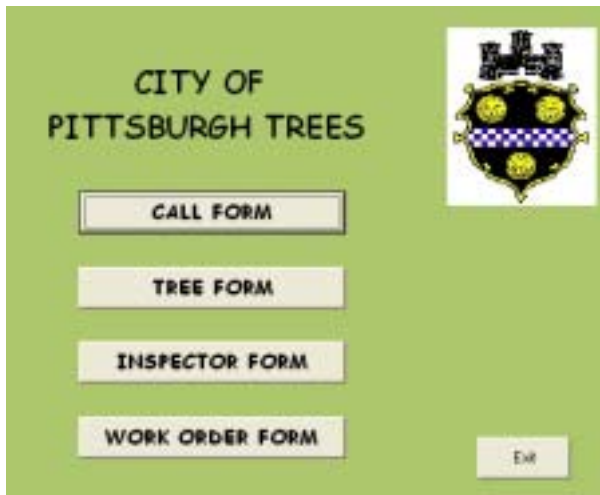 CITY OF
PITTSBURGH TREES
CALL FORM
TREE FORM
INSPECTOR FORM
WORK ORDER FORM
Exit